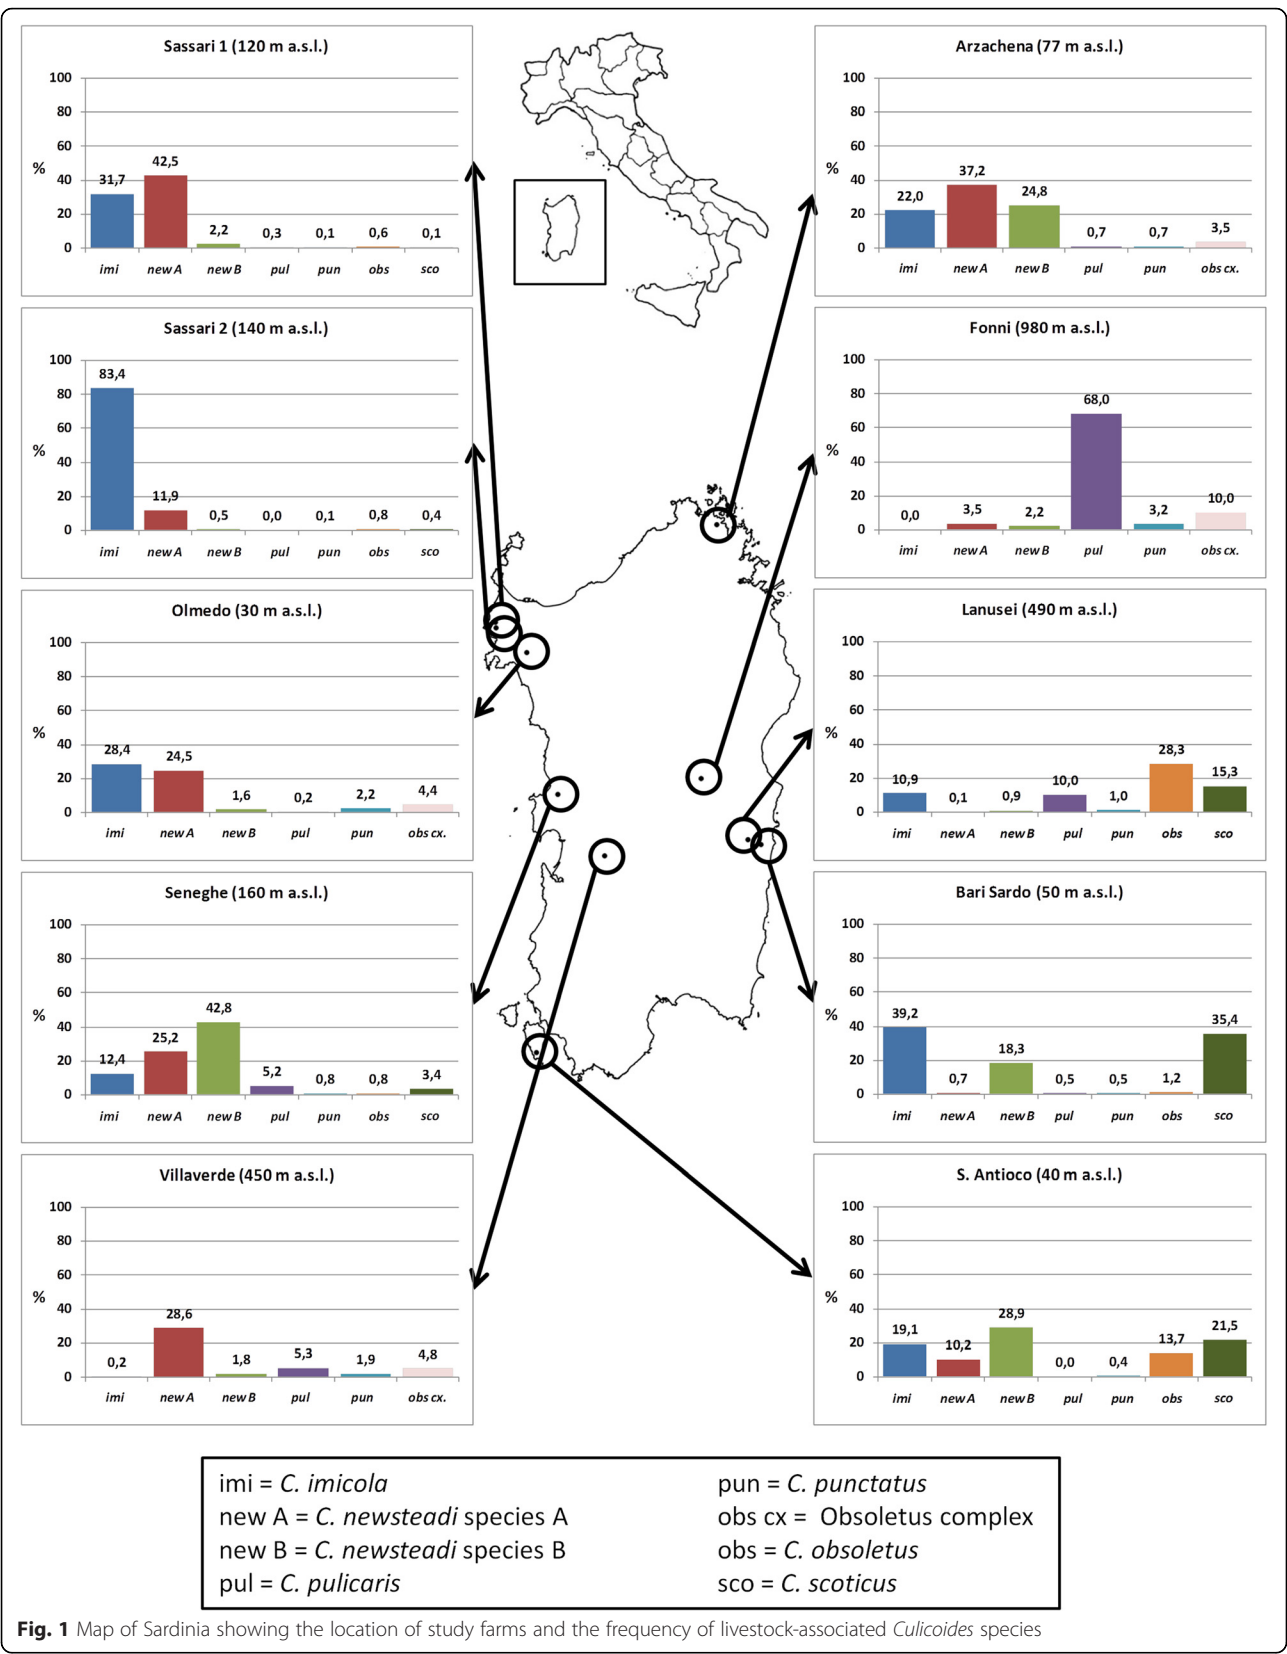 Sassari 1 (120 m a.s.l.)
100
80
60
40
20
0
%
31,7
42,5
2,2
0,3
0,1
0,6
0,1
imi
new A
new B
pul
pun
obs
sco
Sassari 2 (140 m a.s.l.)
100
80
60
40
20
0
%
83,4
11,9
0,5
0,0
0,1
0,8
0,4
imi
new A
new B
pul
pun
obs
sco
Olmedo (30 m a.s.l.)
100
80
60
40
20
0
%
28,4
24,5
1,6
0,2
2,2
4,4
imi
new A
new B
pul
pun
obs cx.
Seneghe (160 m a.s.l.)
100
80
60
40
20
0
%
12,4
25,2
42,8
5,2
0,8
0,8
3,4
imi
new A
new B
pul
pun
obs
sco
Villaverde (450 m a.s.l.)
100
80
60
40
20
0
%
0,2
28,6
1,8
5,3
1,9
4,8
imi
new A
new B
pul
pun
obs cx.
Arzachena (77 m a.s.l.)
100
80
60
40
20
0
%
22,0
37,2
24,8
0,7
0,7
3,5
imi
new A
new B
pul
pun
obs cx.
Fonni (980 m a.s.l.)
100
80
60
40
20
0
%
0,0
3,5
2,2
68,0
3,2
10,0
imi
new A
new B
pul
pun
obs cx.
Lanusei (490 m a.s.l.)
100
80
60
40
20
0
%
10,9
0,1
0,9
10,0
1,0
28,3
15,3
imi
new A
new B
pul
pun
obs
sco
Bari Sardo (50 m a.s.l.)
100
80
60
40
20
0
%
39,2
0,7
18,3
0,5
0,5
1,2
35,4
imi
new A
new B
pul
pun
obs
sco
S. Antioco (40 m a.s.l.)
100
80
60
40
20
0
%
19,1
10,2
28,9
0,0
0,4
13,7
21,5
imi
new A
new B
pul
pun
obs
sco
imi = C. imicola
new A = C. newsteadi species A
new B = C. newsteadi species B
pul = C. pulicaris
pun = C. punctatus
obs cx = Obsoletus complex
obs = C. obsoletus
sco = C. scoticus
Fig. 1 Map of Sardinia showing the location of study farms and the frequency of livestock-associated Culicoides species